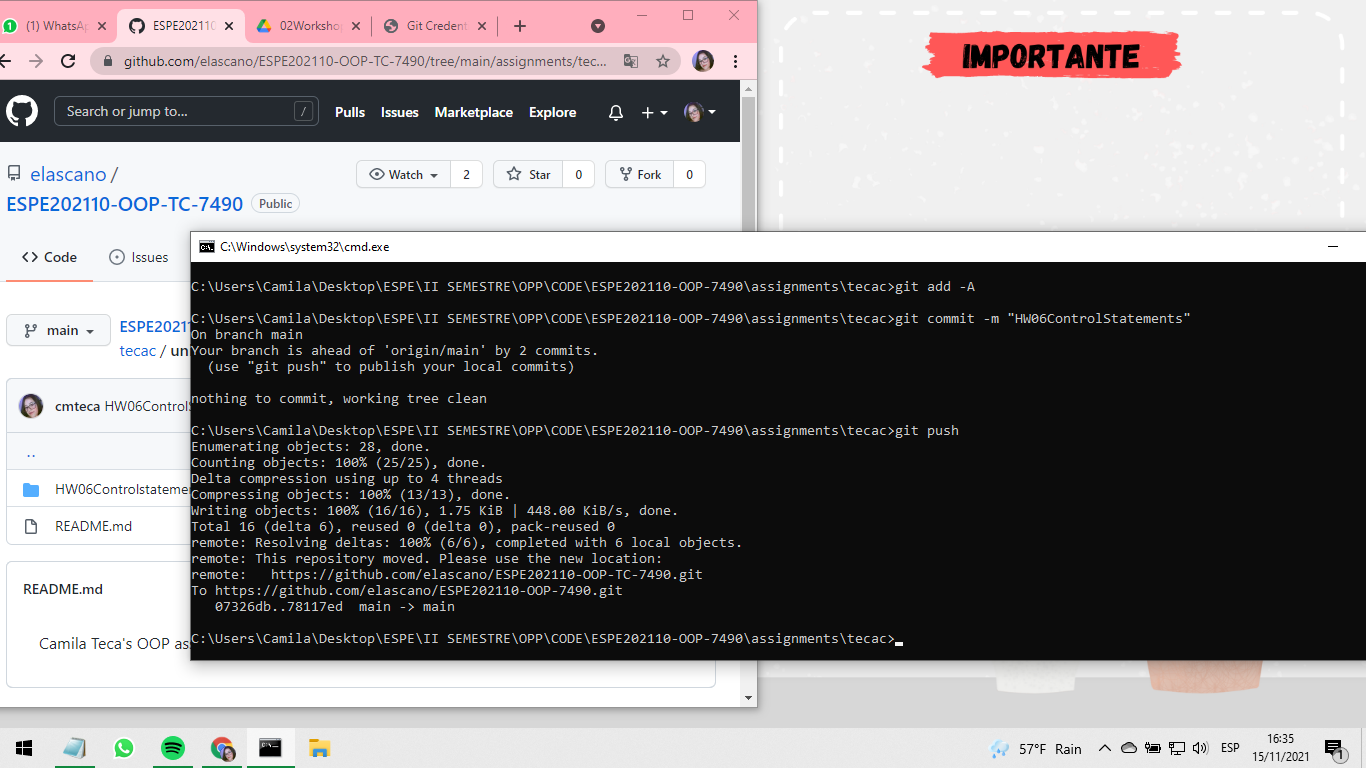 (1) WhatsAp
ESPE202110
02Worksho
Git Credent
github.com/elascano/ESPE202110-OOP-TC-7490/tree/main/assignments/tec...
IMPORTANTE
Search or jump to...
/
Pulls
Issues
Marketplace
Explore
elascano /
ESPE202110-OOP-TC-7490
Public
Watch
2
Star
0
Fork
0
Code
Issues
main
ESPE2021
tecac / un
cmteca HW06Control
..
HW06Controlstateme
README.md
README.md
Camila Teca's OOP as
C:\Windows\system32\cmd.exe
C:\Users\Camila\Desktop\ESPE\II SEMESTRE\OPP\CODE\ESPE202110-OOP-7490\assignments\tecac>git add -A
C:\Users\Camila\Desktop\ESPE\II SEMESTRE\OPP\CODE\ESPE202110-OOP-7490\assignments\tecac>git commit -m "HW06ControlStatements"
On branch main
Your branch is ahead of 'origin/main' by 2 commits.
(use "git push" to publish your local commits)
nothing to commit, working tree clean
C:\Users\Camila\Desktop\ESPE\II SEMESTRE\OPP\CODE\ESPE202110-OOP-7490\assignments\tecac>git push
Enumerating objects: 28, done.
Counting objects: 100% (25/25), done.
Delta compression using up to 4 threads
Compressing objects: 100% (13/13), done.
Writing objects: 100% (16/16), 1.75 KiB | 448.00 KiB/s, done.
Total 16 (delta 6), reused 0 (delta 0), pack-reused 0
remote: Resolving deltas: 100% (6/6), completed with 6 local objects.
remote: This repository moved. Please use the new location:
remote:   https://github.com/elascano/ESPE202110-OOP-TC-7490.git
To https://github.com/elascano/ESPE202110-OOP-7490.git
07326db..78117ed  main -> main
C:\Users\Camila\Desktop\ESPE\II SEMESTRE\OPP\CODE\ESPE202110-OOP-7490\assignments\tecac>
57°F Rain
ESP
16:35
15/11/2021
1